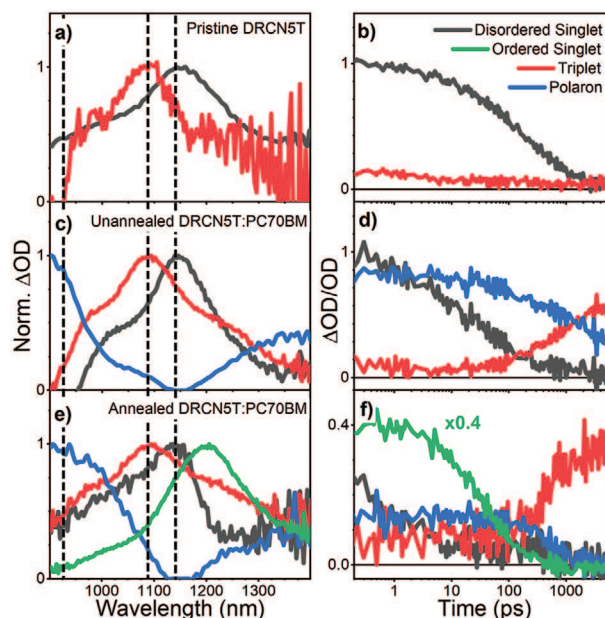 a) Pristine DRCN5T
b) Disordered Singlet
Ordered Singlet
Triplet
Polaron
1
0
1
0
c) Unannealed DRCN5T:PC70BM
d)
1
0
1
0
e) Annealed DRCN5T:PC70BM
f) x0.4
1
0
0.4
0.0
Norm. ΔOD
ΔOD/OD
1000 1100 1200 1300
1 10 100 1000
Wavelength (nm)
Time (ps)